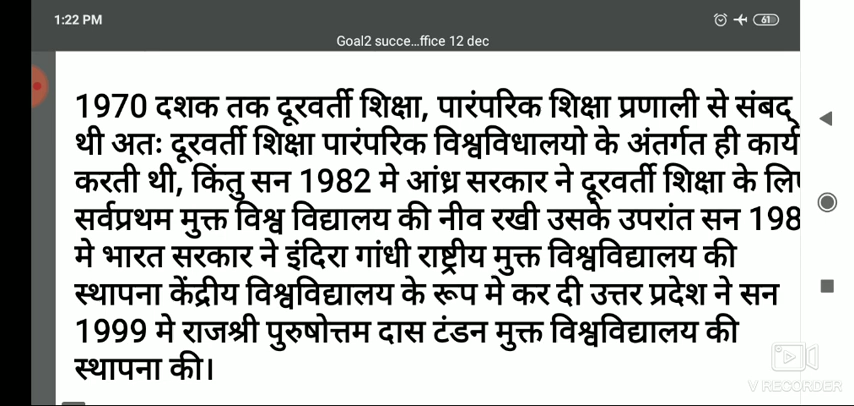 1:22 PM
61
Goal2 succe...ffice 12 dec
1970 दशक तक दूरवर्ती शिक्षा, पारंपरिक शिक्षा प्रणाली से संबद्
थी अतः दूरवर्ती शिक्षा पारंपरिक विश्वविधालयो के अंतर्गत ही कार्य
करती थी, किंतु सन 1982 मे आंध्र सरकार ने दूरवर्ती शिक्षा के
सर्वप्रथम मुक्त विश्व विद्यालय की नीव रखी उसके उपरांत सन 198
मे भारत सरकार ने इंदिरा गांधी राष्ट्रीय मुक्त विश्वविद्यालय की
स्थापना केंद्रीय विश्वविद्यालय के रूप मे कर दी उत्तर प्रदेश ने सन
1999 मे राजश्री पुरुषोत्तम दास टंडन मुक्त विश्वविद्यालय की
स्थापना की।
V RECORDER